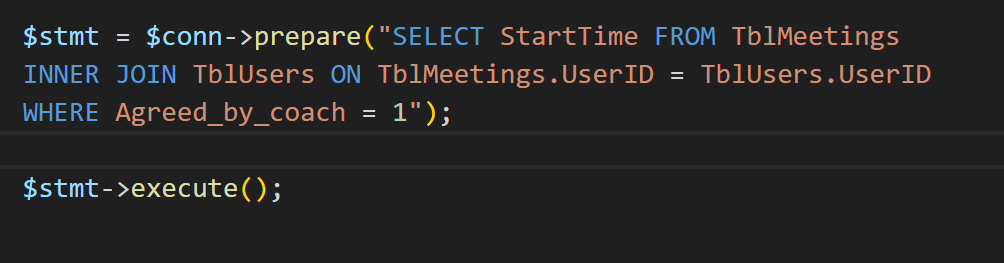 $stmt = $conn->prepare("SELECT StartTime FROM TblMeetings
INNER JOIN TblUsers ON TblMeetings.UserID = TblUsers.UserID
WHERE Agreed_by_coach = 1");
$stmt->execute();